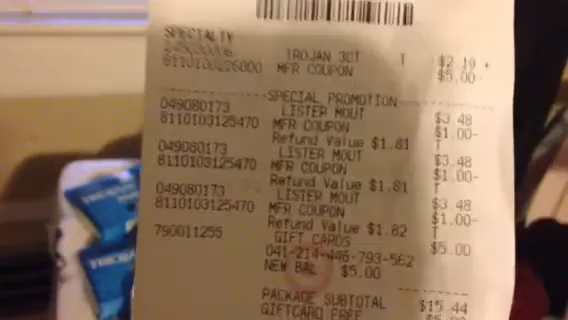 SPECIALTY
TROJAN 3CT T $2.19 +
811010 226000 MFR COUPON $5.00-
SPECIAL PROMOTION
049080173 LISTER MOUT $3.48
8110103125470 MFR COUPON $1.00-
Refund Value $1.81 T
049080173 LISTER MOUT $3.48
8110103125470 MFR COUPON $1.00-
Refund Value $1.81 T
049080173 LISTER MOUT $3.48
8110103125470 MFR COUPON $1.00-
Refund Value $1.82 T
790011255 GIFT CARDS $5.00
041-214-446-793-562
NEW BAL. $5.00
PACKAGE SUBTOTAL $15.44
GIFTCARD FREE